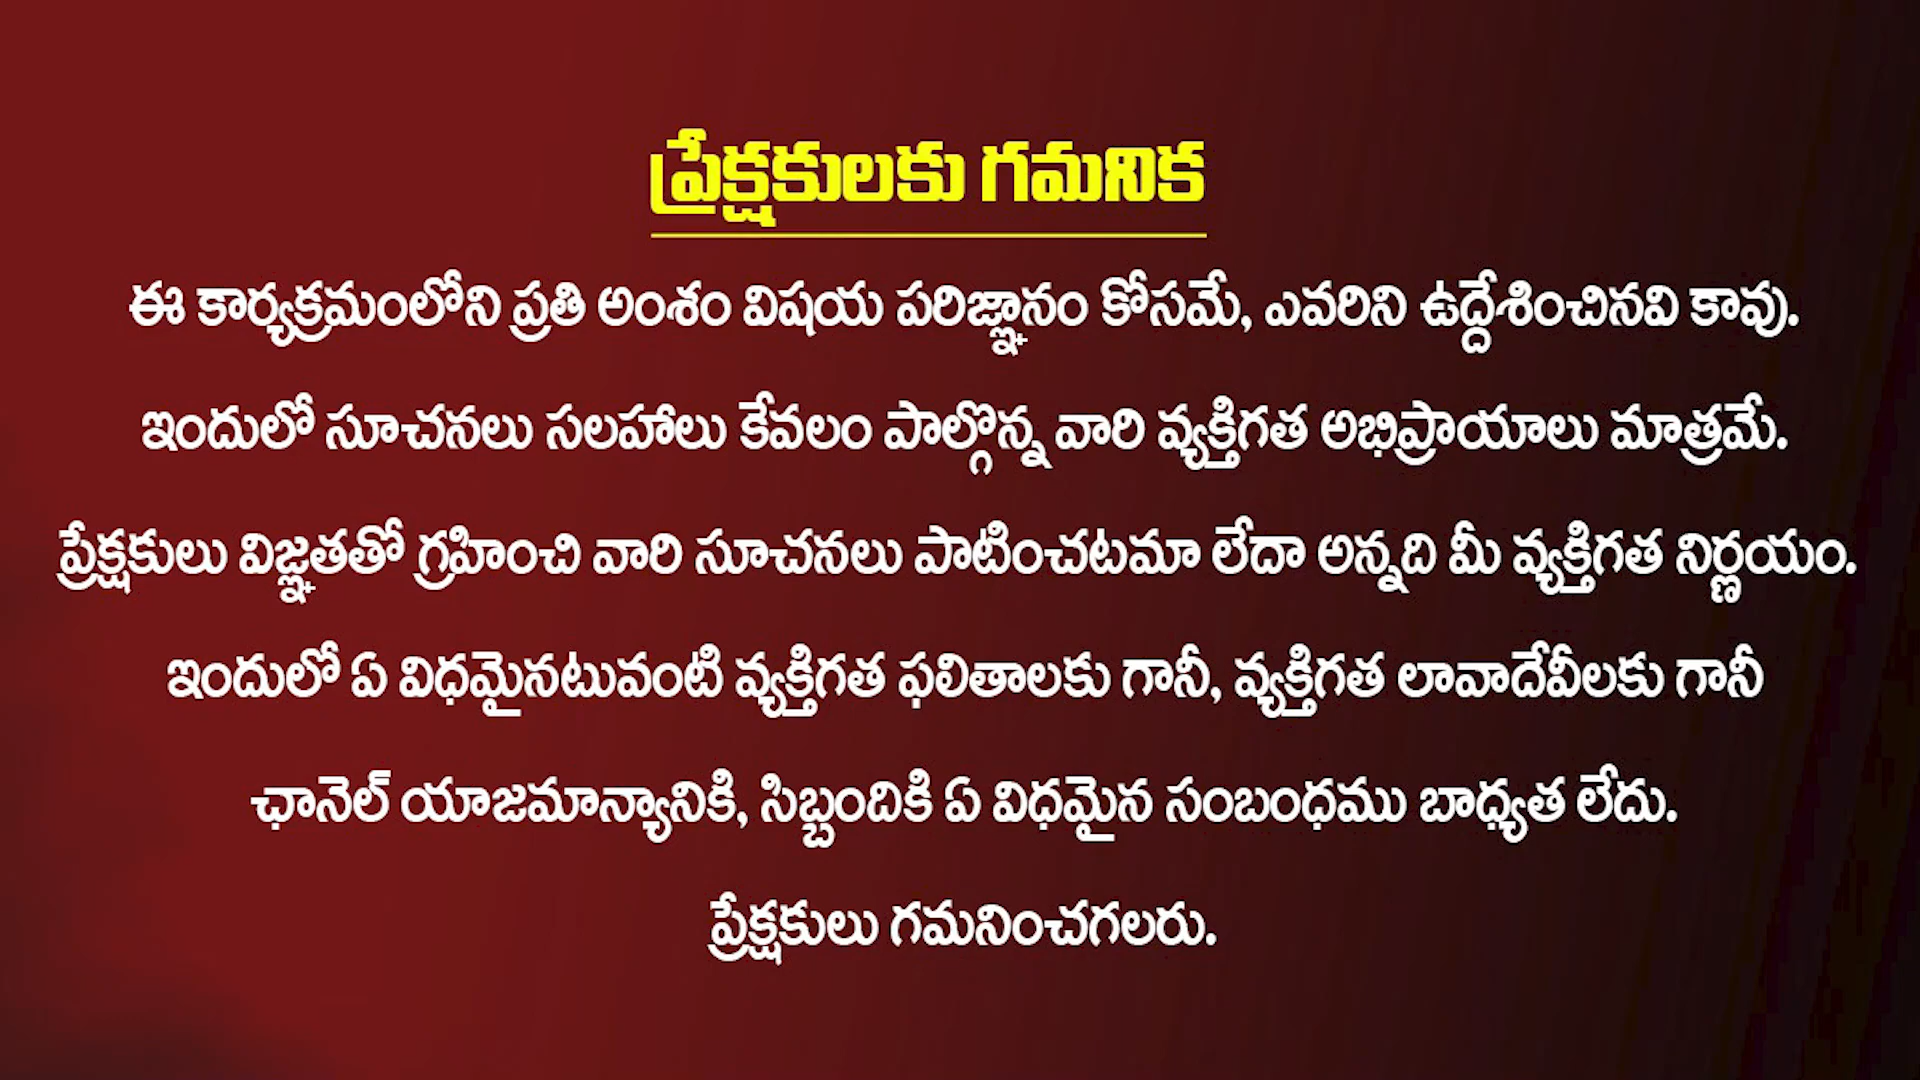 ప్రేక్షకులకు గమనిక
ఈ కార్యక్రమంలోని ప్రతి అంశం విషయ పరిజ్ఞానం కోసమే, ఎవరిని ఉద్దేశించినవి కావు.
ఇందులో సూచనలు సలహాలు కేవలం పాల్గొన్న వారి వ్యక్తిగత అభిప్రాయాలు మాత్రమే.
ప్రేక్షకులు విజ్ఞతతో గ్రహించి వారి సూచనలు పాటించటమా లేదా అన్నది మీ వ్యక్తిగత నిర్ణయం.
ఇందులో ఏ విధమైనటువంటి వ్యక్తిగత ఫలితాలకు గానీ, వ్యక్తిగత లావాదేవీలకు గానీ
ఛానెల్ యాజమాన్యానికి, సిబ్బందికి ఏ విధమైన సంబంధము బాధ్యత లేదు.
ప్రేక్షకులు గమనించగలరు.